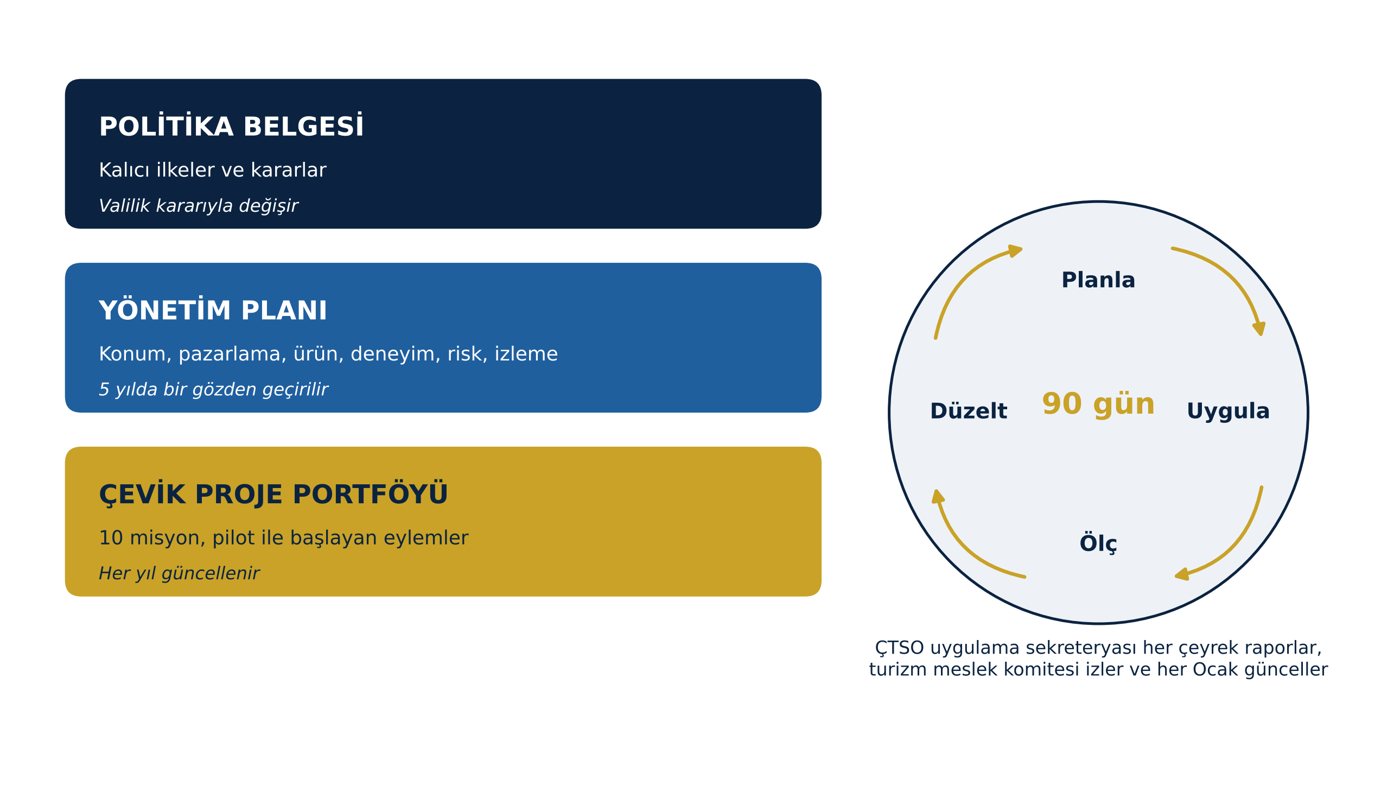 POLİTİKA BELGESİ
Kalıcı ilkeler ve kararlar
Valilik kararıyla değişir
YÖNETİM PLANI
Konum, pazarlama, ürün, deneyim, risk, izleme
5 yılda bir gözden geçirilir
ÇEVİK PROJE PORTFÖYÜ
10 misyon, pilot ile başlayan eylemler
Her yıl güncellenir
Planla
Düzelt
90 gün
Uygula
Ölç
ÇTSO uygulama sekreteryası her çeyrek raporlar,
turizm meslek komitesi izler ve her Ocak günceller